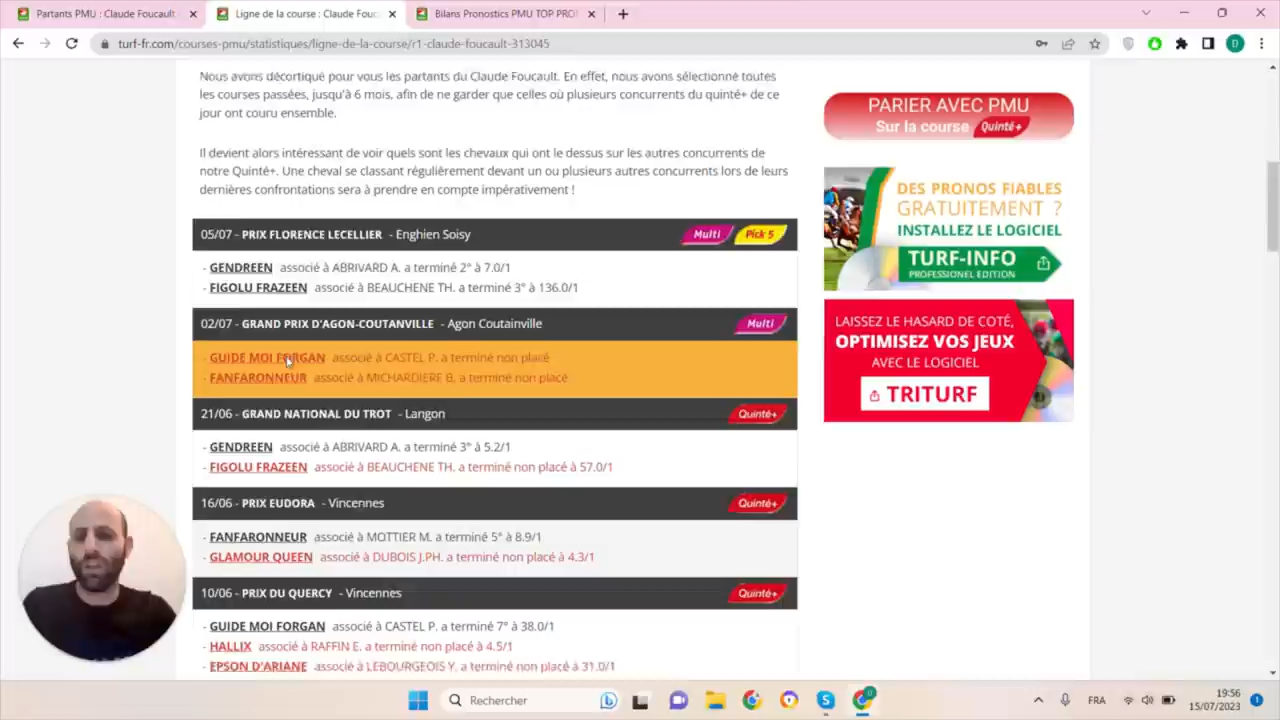 Partants PMU : Claude Foucault
Ligne de la course : Claude Fouc
Bilans Pronostics PMU TOP PRO
turf-fr.com/courses-pmu/statistiques/ligne-de-la-course/r1-claude-foucault-313045
D
Nous avons décortiqué pour vous les partants du Claude Foucault. En effet, nous avons sélectionné toutes
les courses passées, jusqu'à 6 mois, afin de ne garder que celles où plusieurs concurrents du quinté+ de ce
jour ont couru ensemble.
Il devient alors intéressant de voir quels sont les chevaux qui ont le dessus sur les autres concurrents de
notre Quinté+. Une cheval se classant régulièrement devant un ou plusieurs autres concurrents lors de leurs
dernières confrontations sera à prendre en compte impérativement !
05/07 - PRIX FLORENCE LECELLIER - Enghien Soisy Multi Pick 5
- GENDREEN associé à ABRIVARD A. a terminé 2° à 7.0/1
- FIGOLU FRAZEEN associé à BEAUCHENE TH. a terminé 3° à 136.0/1
02/07 - GRAND PRIX D'AGON-COUTANVILLE - Agon Coutainville Multi
- GUIDE MOI FORGAN associé à CASTEL P. a terminé non placé
- FANFARONNEUR associé à MICHARDIERE B. a terminé non placé
21/06 - GRAND NATIONAL DU TROT - Langon Quinté+
- GENDREEN associé à ABRIVARD A. a terminé 3° à 5.2/1
- FIGOLU FRAZEEN associé à BEAUCHENE TH. a terminé non placé à 57.0/1
16/06 - PRIX EUDORA - Vincennes Quinté+
- FANFARONNEUR associé à MOTTIER M. a terminé 5° à 8.9/1
- GLAMOUR QUEEN associé à DUBOIS J.PH. a terminé non placé à 4.3/1
10/06 - PRIX DU QUERCY - Vincennes Quinté+
- GUIDE MOI FORGAN associé à CASTEL P. a terminé 7° à 38.0/1
- HALLIX associé à RAFFIN E. a terminé non placé à 4.5/1
- EPSON D'ARIANE associé à LEBOURGEOIS Y. a terminé non placé à 31.0/1
PARIER AVEC PMU
Sur la course Quinté+
DES PRONOS FIABLES
GRATUITEMENT ?
INSTALLEZ LE LOGICIEL
TURF-INFO
PROFESSIONEL EDITION
LAISSEZ LE HASARD DE COTÉ,
OPTIMISEZ VOS JEUX
AVEC LE LOGICIEL
TRITURF
Rechercher
FRA
19:56
15/07/2023